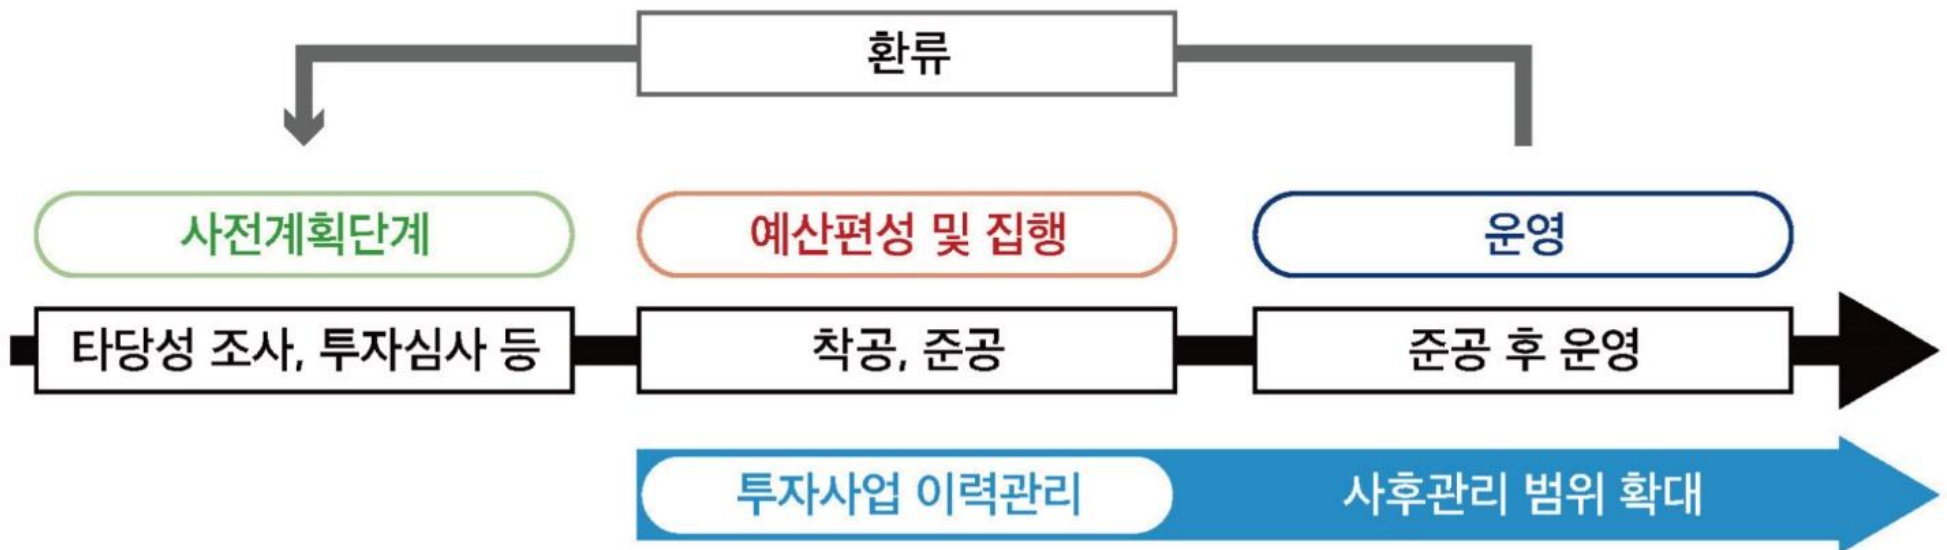 환류
사전계획단계
예산편성 및 집행
운영
타당성 조사, 투자심사 등
착공, 준공
준공 후 운영
투자사업 이력관리
사후관리 범위 확대